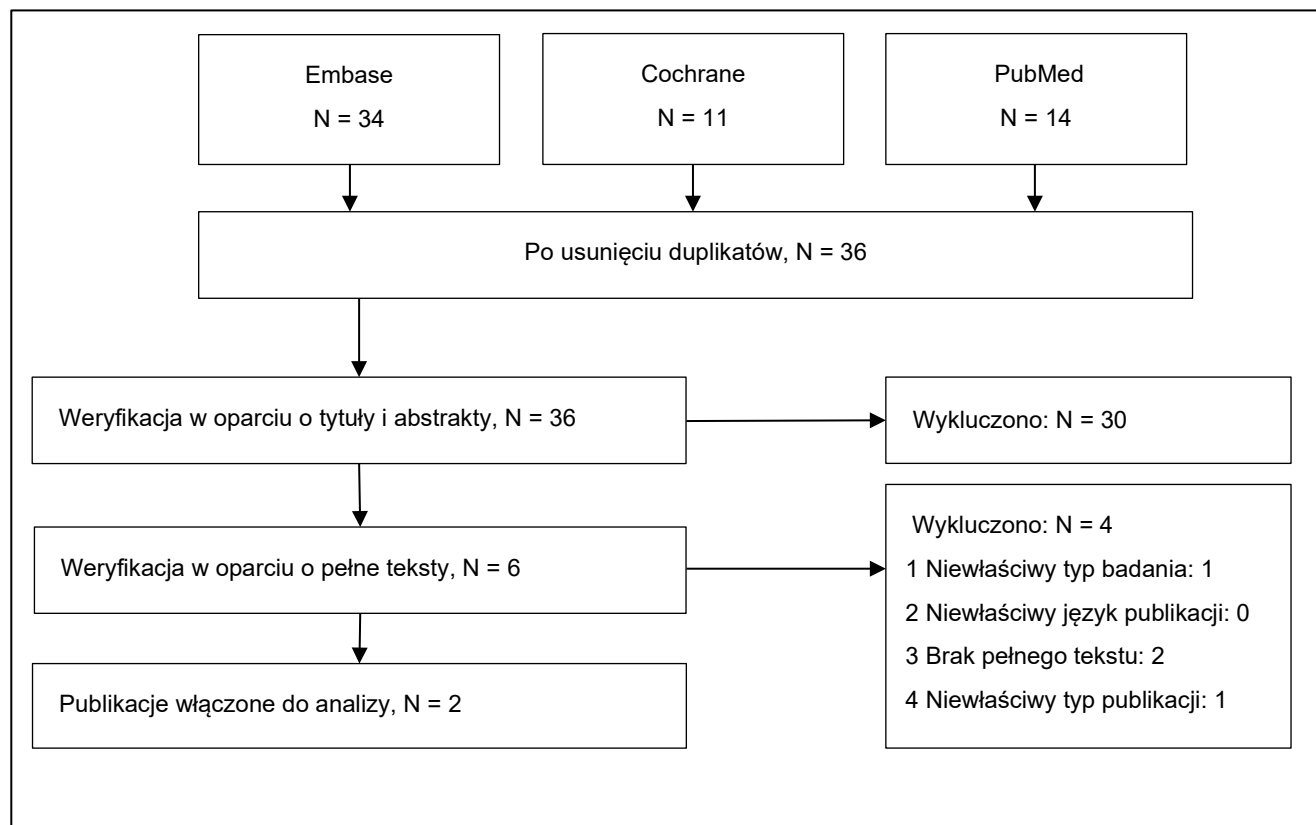 Embase
N = 34
Cochrane
N = 11
PubMed
N = 14
Po usunięciu duplikatów, N = 36
Weryfikacja w oparciu o tytuły i abstrakty, N = 36
Wykluczono: N = 30
Weryfikacja w oparciu o pełne teksty, N = 6
Wykluczono: N = 4
1 Niewłaściwy typ badania: 1
2 Niewłaściwy język publikacji: 0
3 Brak pełnego tekstu: 2
4 Niewłaściwy typ publikacji: 1
Publikacje włączone do analizy, N = 2